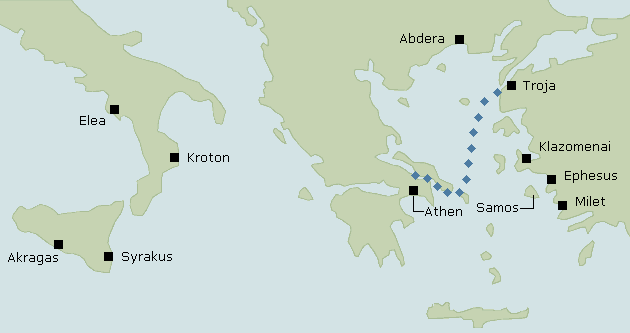 Abdera
Troja
Elea
Klazomenai
Kroton
Ephesus
Milet
Samos
Athen
Akragas
Syrakus